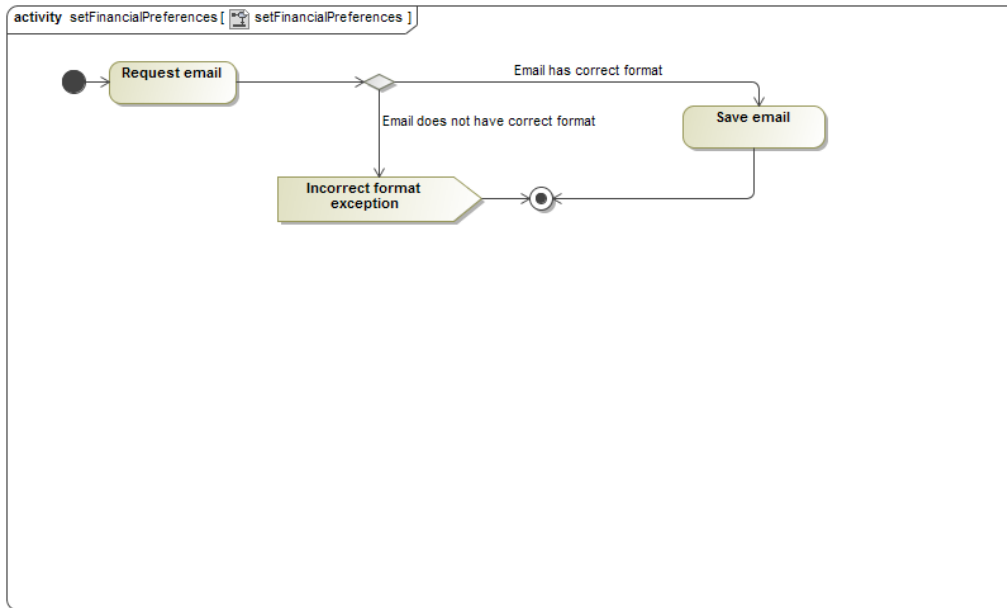 activity setFinancialPreferences [ setFinancialPreferences ]
Request email
Email has correct format
Save email
Email does not have correct format
Incorrect format
exception